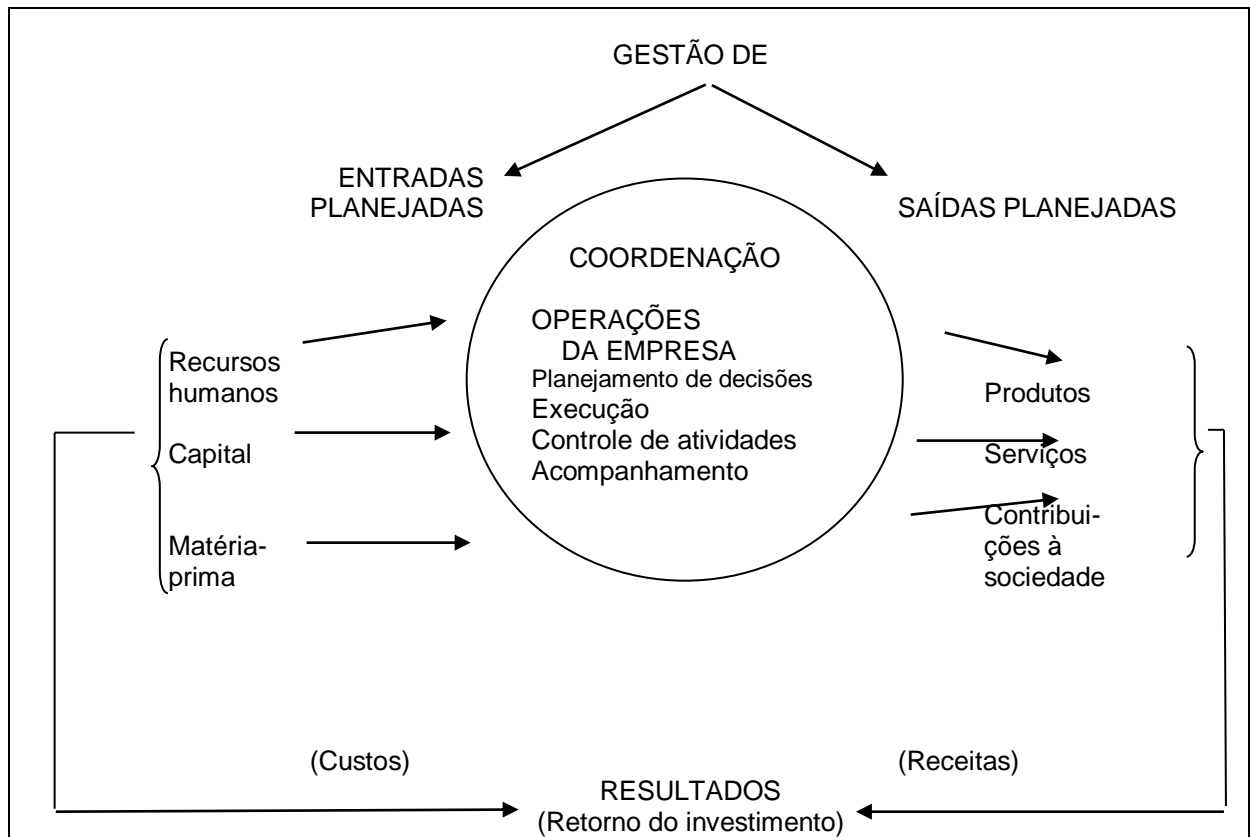 GESTÃO DE
ENTRADAS
PLANEJADAS
SAÍDAS PLANEJADAS
COORDENAÇÃO
OPERAÇÕES
DA EMPRESA
Planejamento de decisões
Execução
Controle de atividades
Acompanhamento
Recursos
humanos
Capital
Matéria-
prima
Produtos
Serviços
Contribui-
ções à
sociedade
(Custos)
(Receitas)
RESULTADOS
(Retorno do investimento)